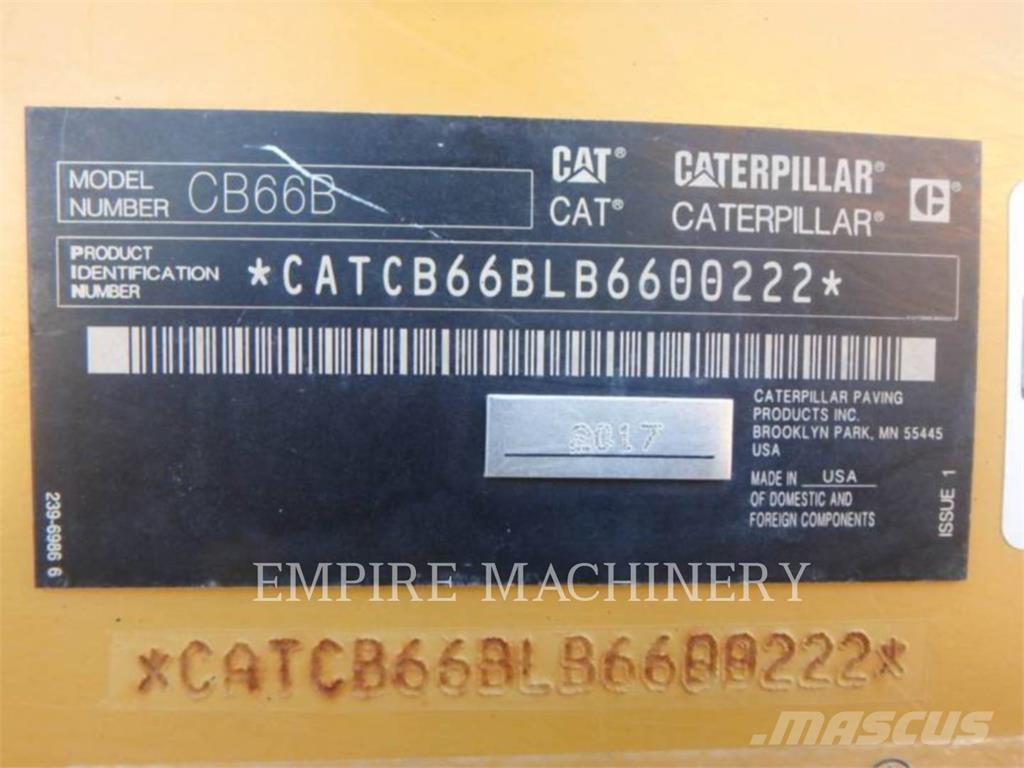 MODEL
NUMBER CB66B
CAT® CATERPILLAR®
CAT® CATERPILLAR®
PRODUCT
IDENTIFICATION
NUMBER
*CATCB66BLB6600222*
2017
CATERPILLAR PAVING
PRODUCTS INC.
BROOKLYN PARK, MN 55445
USA
MADE IN USA
OF DOMESTIC AND
FOREIGN COMPONENTS
ISSUE 1
239-6986 6
EMPIRE MACHINERY
*CATCB66BLB6600222*
MASCUS